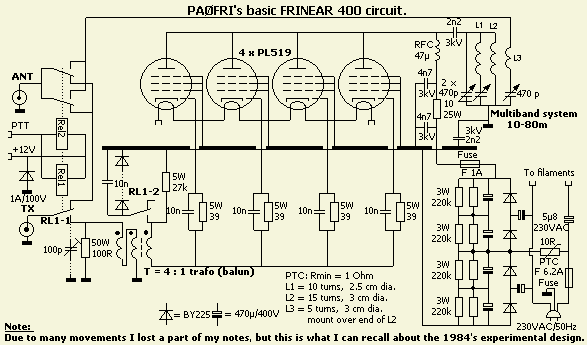 PAØFRI's basic FRINEAR 400 circuit.
2n2
3kV
L1
L2
L3
RFC
47µ
4 x PL519
ANT
4n7
3kV
2 ×
470p
10
25W
470 p
Multiband system
10-80m
4n7
3kV
3kV
2n2
PTT
+12V
Rel2
Rel1
1A/100V
TX
RL1-1
RL1-2
10n
5W
27k
Fuse
F 1A
To filaments
10n
5W
39
10n
5W
39
10n
5W
39
10n
5W
39
3W
220k
3W
220k
3W
220k
3W
220k
5µ8
230VAC
10R
PTC
F 6.2A
Fuse
230VAC/50Hz
100p
50W
100R
T = 4 : 1 trafo (balun)
PTC: Rmin = 1 Ohm
L1 = 10 turns, 2.5 cm dia.
L2 = 15 turns, 3 cm dia.
L3 = 5 turns, 3 cm dia.
mount over end of L2
= BY225
= 470µ/400V
Note:
Due to many movements I lost a part of my notes, but this is what I can recall about the 1984's experimental design,